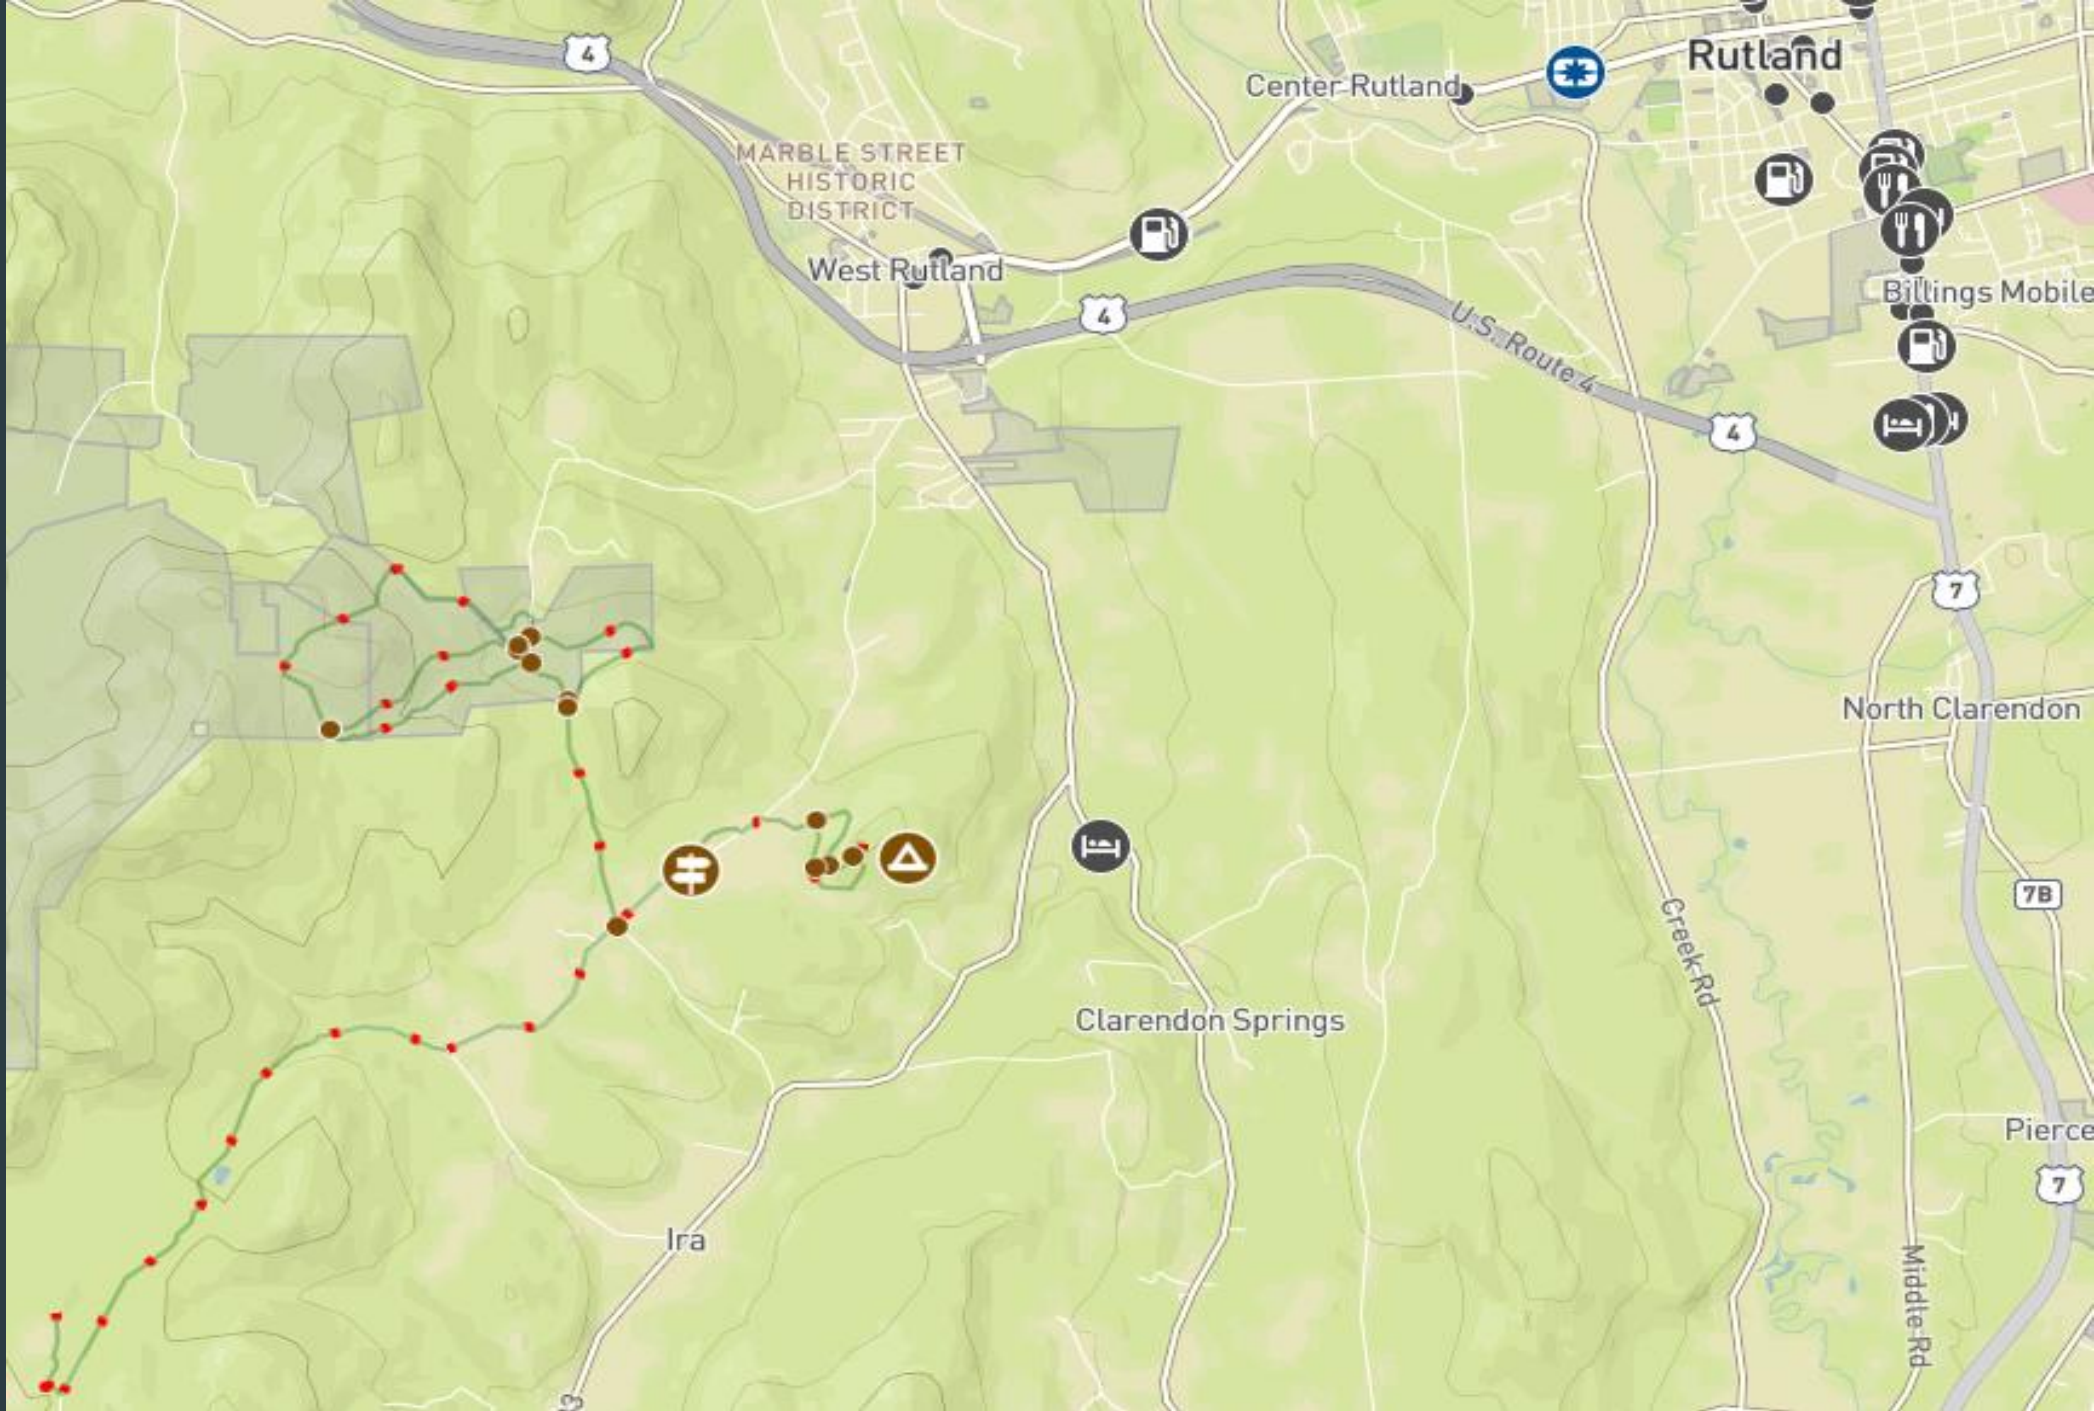 4
Rutland
Center Rutland
MARBLE STREET
HISTORIC
DISTRICT
West Rutland
4
Billings Mobile
U.S. Route 4
4
7
North Clarendon
7B
Creek Rd
Clarendon Springs
Pierce
7
Ira
Middle Rd